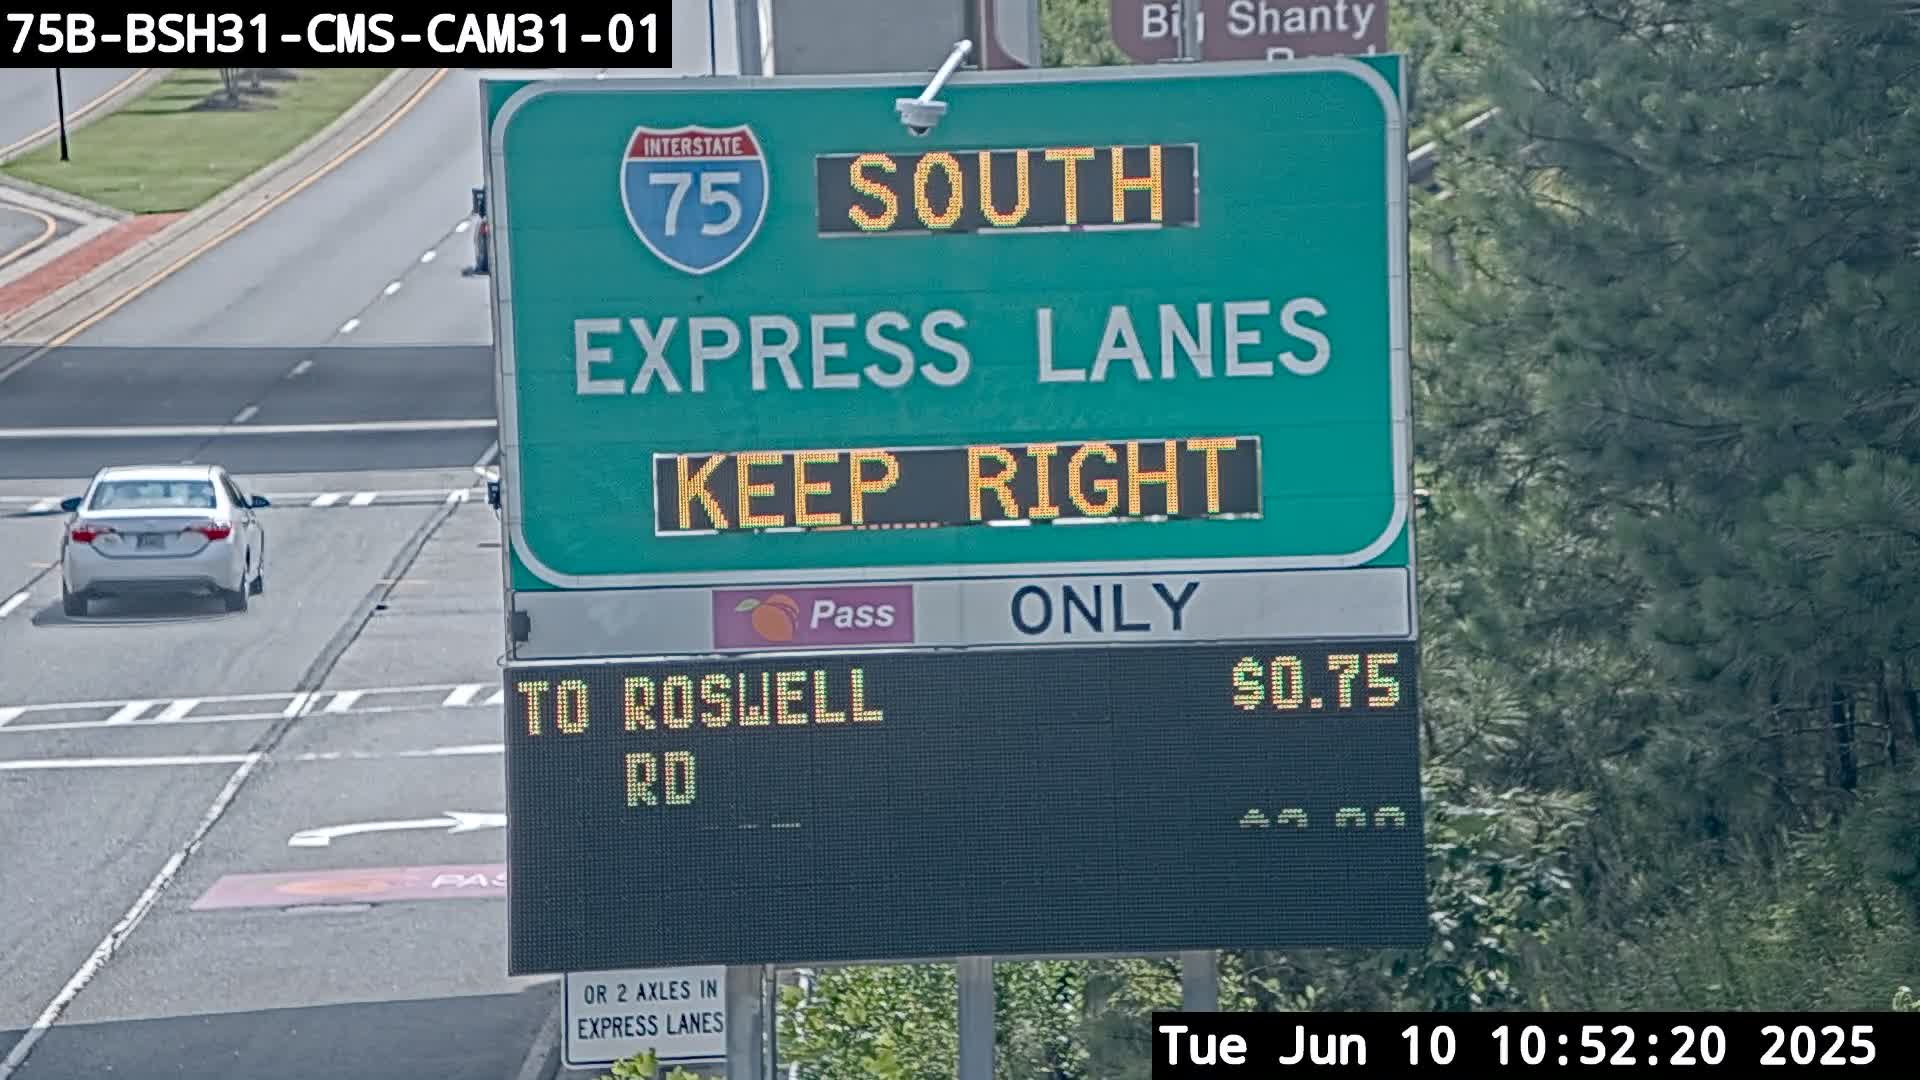 75B-BSH31-CMS-CAM31-01
Big Shanty
INTERSTATE
75
SOUTH
EXPRESS LANES
KEEP RIGHT
Pass
ONLY
TO ROSWELL $0.75
RD
OR 2 AXLES IN
EXPRESS LANES
Tue Jun 10 10:52:20 2025